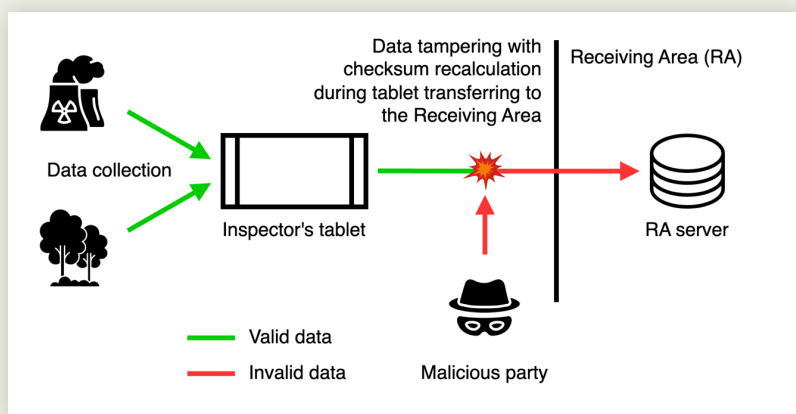 Data tampering with
checksum recalculation
during tablet transferring to
the Receiving Area
Receiving Area (RA)
Data collection
Inspector's tablet
RA server
Valid data
Invalid data
Malicious party